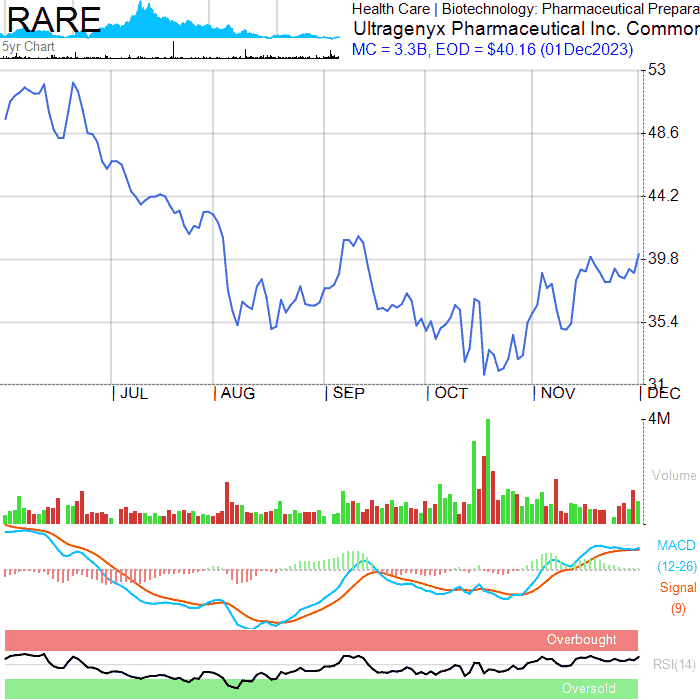 RARE
5yr Chart
Health Care | Biotechnology: Pharmaceutical Prepara
Ultragenyx Pharmaceutical Inc. Common
MC = 3.3B, EOD = $40.16 (01Dec2023)
53
48.6
44.2
39.8
35.4
31
JUL AUG SEP OCT NOV DEC
4M
Volume
MACD
(12-26)
Signal
(9)
Overbought
RSI(14)
Oversold